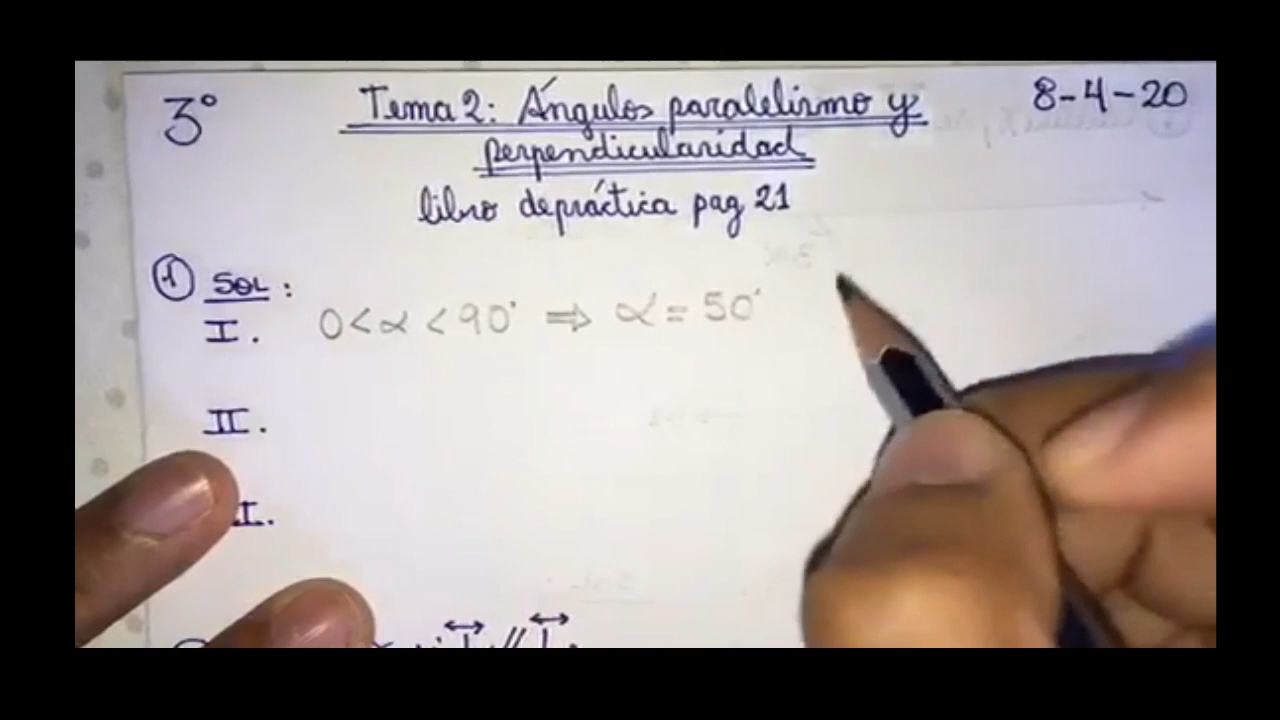 3° Tema 2: Ángulos paralelismo y 8-4-20
perpendicularidad
libro de práctica pag 21
1 SOL:
I. 0<α<90° ⇒ α=50°
II.
I.